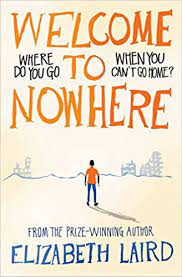 WELCOME
WHERE DO YOU GO TO WHEN YOU CAN'T GO HOME?
NOWHERE
FROM THE PRIZE-WINNING AUTHOR
ELIZABETH LAIRD